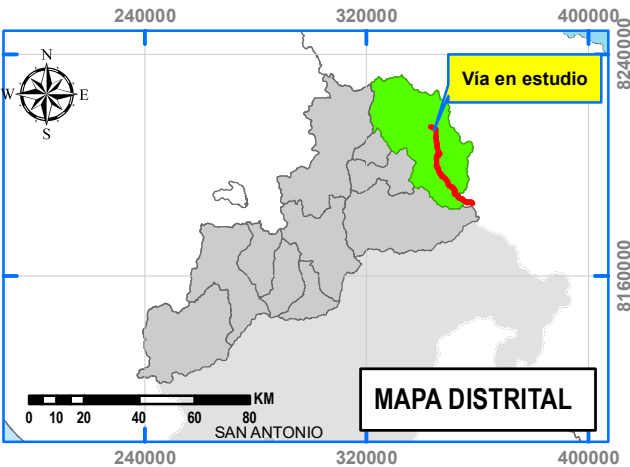 240000 320000 400000
8240000
N
W E
S
Vía en estudio
8160000
KM
0 10 20 40 60 80
MAPA DISTRITAL
SAN ANTONIO
240000 320000 400000